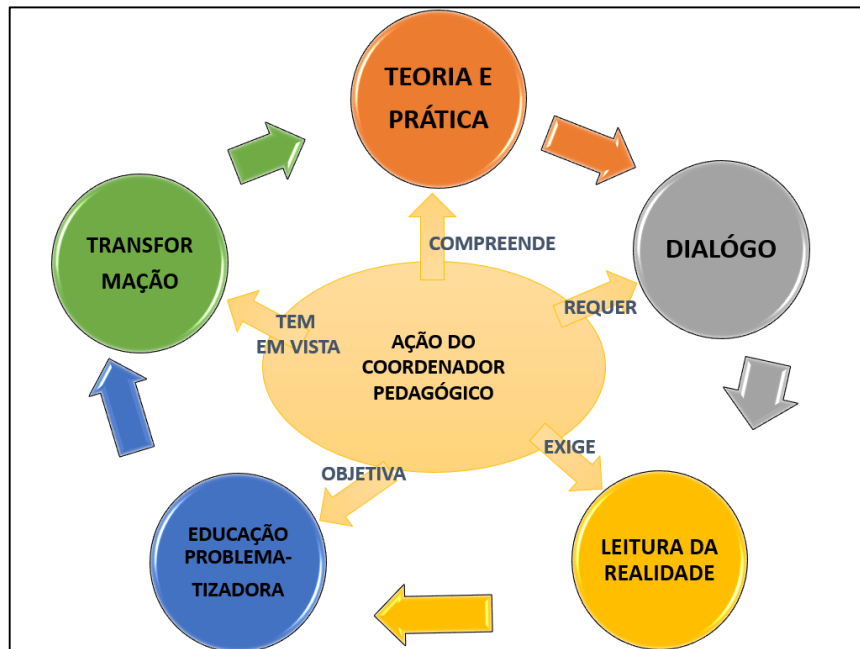 TEORIA E
PRÁTICA
COMPREENDE
DIALÓGO
REQUER
TRANSFOR
MAÇÃO
TEM
EM VISTA
AÇÃO DO
COORDENADOR
PEDAGÓGICO
EXIGE
OBJETIVA
LEITURA DA
REALIDADE
EDUCAÇÃO
PROBLEMA-
TIZADORA